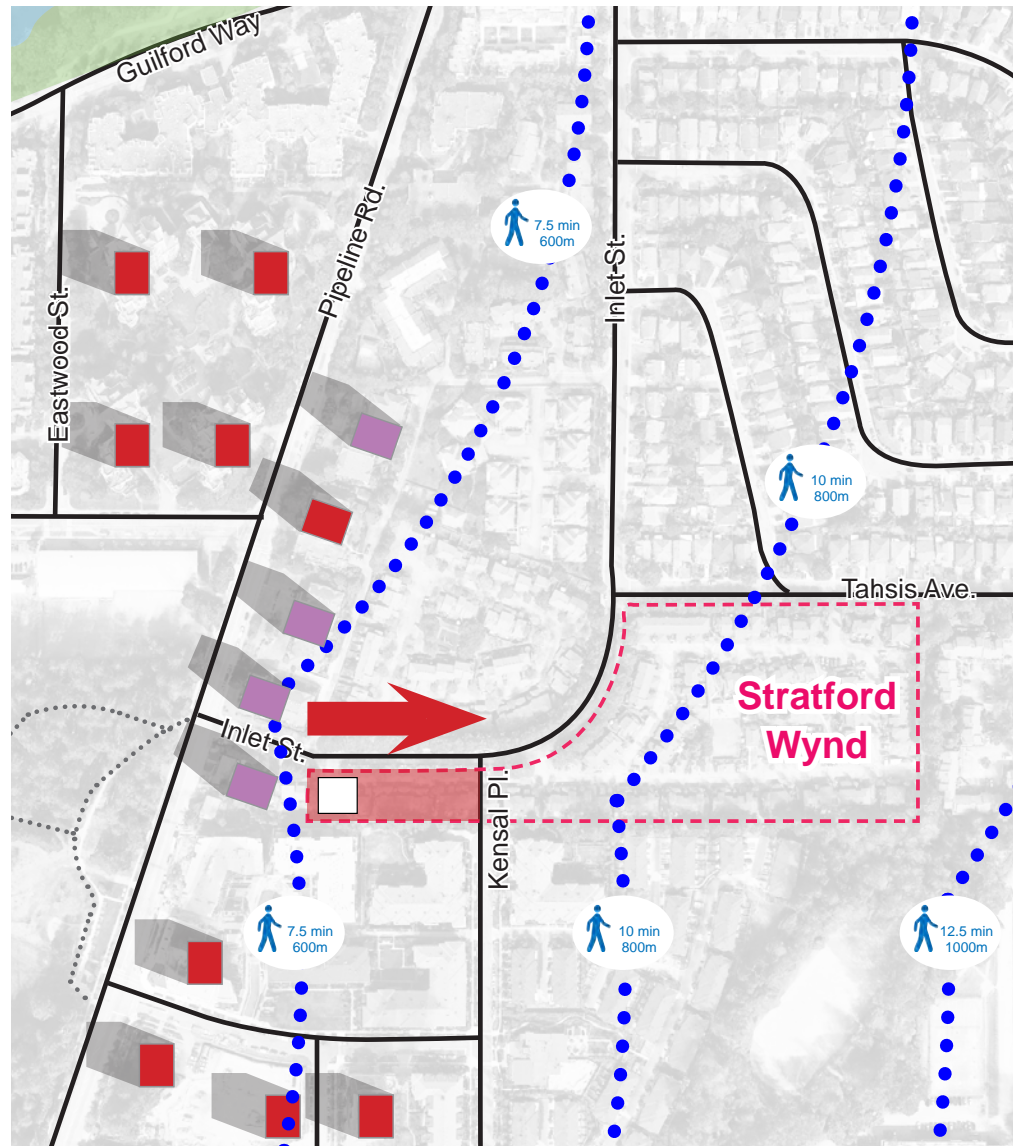 Guilford Way
Pipeline Rd.
7.5 min
600m
Inlet St.
Eastwood St.
10 min
800m
Tahsis Ave.
Stratford
Wynd
Inlet St.
Kensal Pl.
7.5 min
600m
10 min
800m
12.5 min
1000m